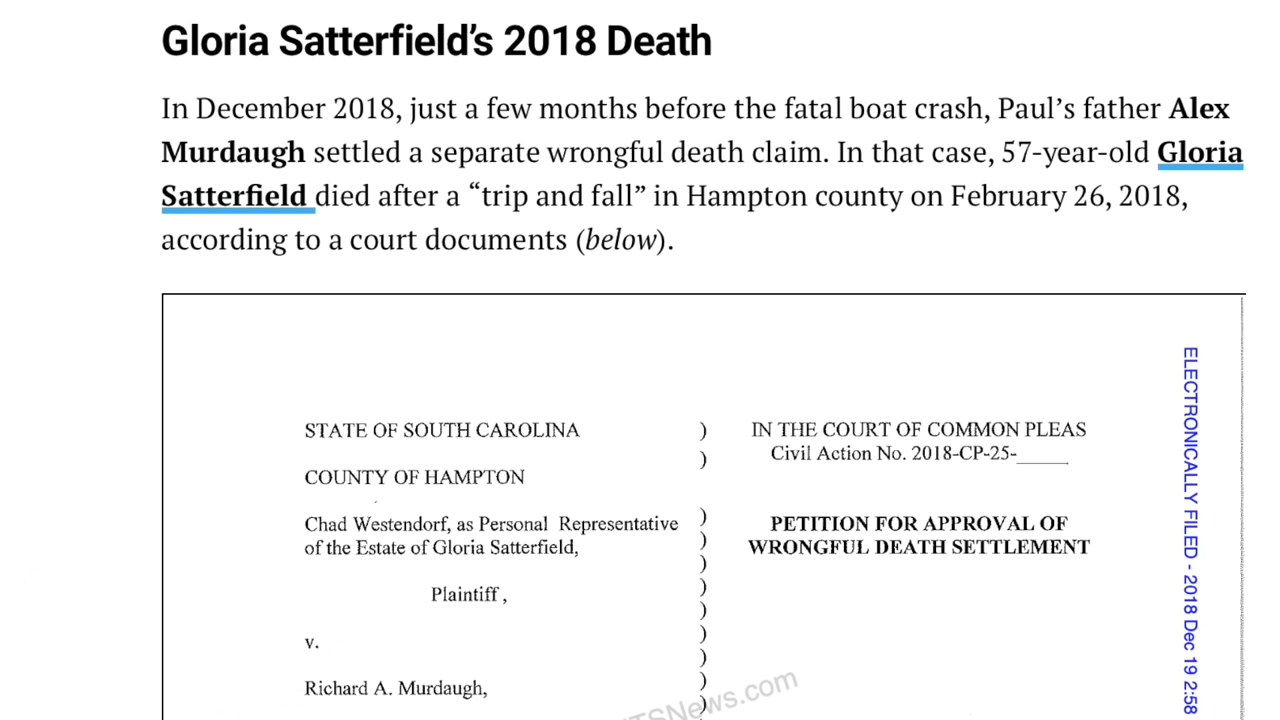 Gloria Satterfield’s 2018 Death
In December 2018, just a few months before the fatal boat crash, Paul’s father Alex
Murdaugh settled a separate wrongful death claim. In that case, 57-year-old Gloria
Satterfield died after a “trip and fall” in Hampton county on February 26, 2018,
according to a court documents (below).
STATE OF SOUTH CAROLINA
COUNTY OF HAMPTON
Chad Westendorf, as Personal Representative
of the Estate of Gloria Satterfield,
Plaintiff,
v.
Richard A. Murdaugh,
)
)
)
)
)
)
)
)
)
)
)
IN THE COURT OF COMMON PLEAS
Civil Action No. 2018-CP-25-_____
PETITION FOR APPROVAL OF
WRONGFUL DEATH SETTLEMENT
ELECTRONICALLY FILED - 2018 Dec 19 2:58